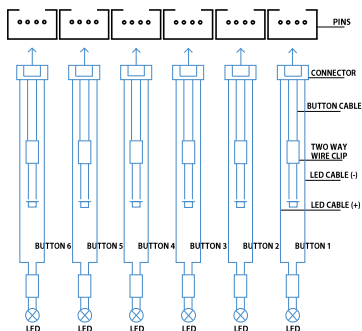 PINS
CONNECTOR
BUTTON CABLE
TWO WAY
WIRE CLIP
LED CABLE (-)
LED CABLE (+)
BUTTON 6 BUTTON 5 BUTTON 4 BUTTON 3 BUTTON 2 BUTTON 1
LED LED LED LED LED LED